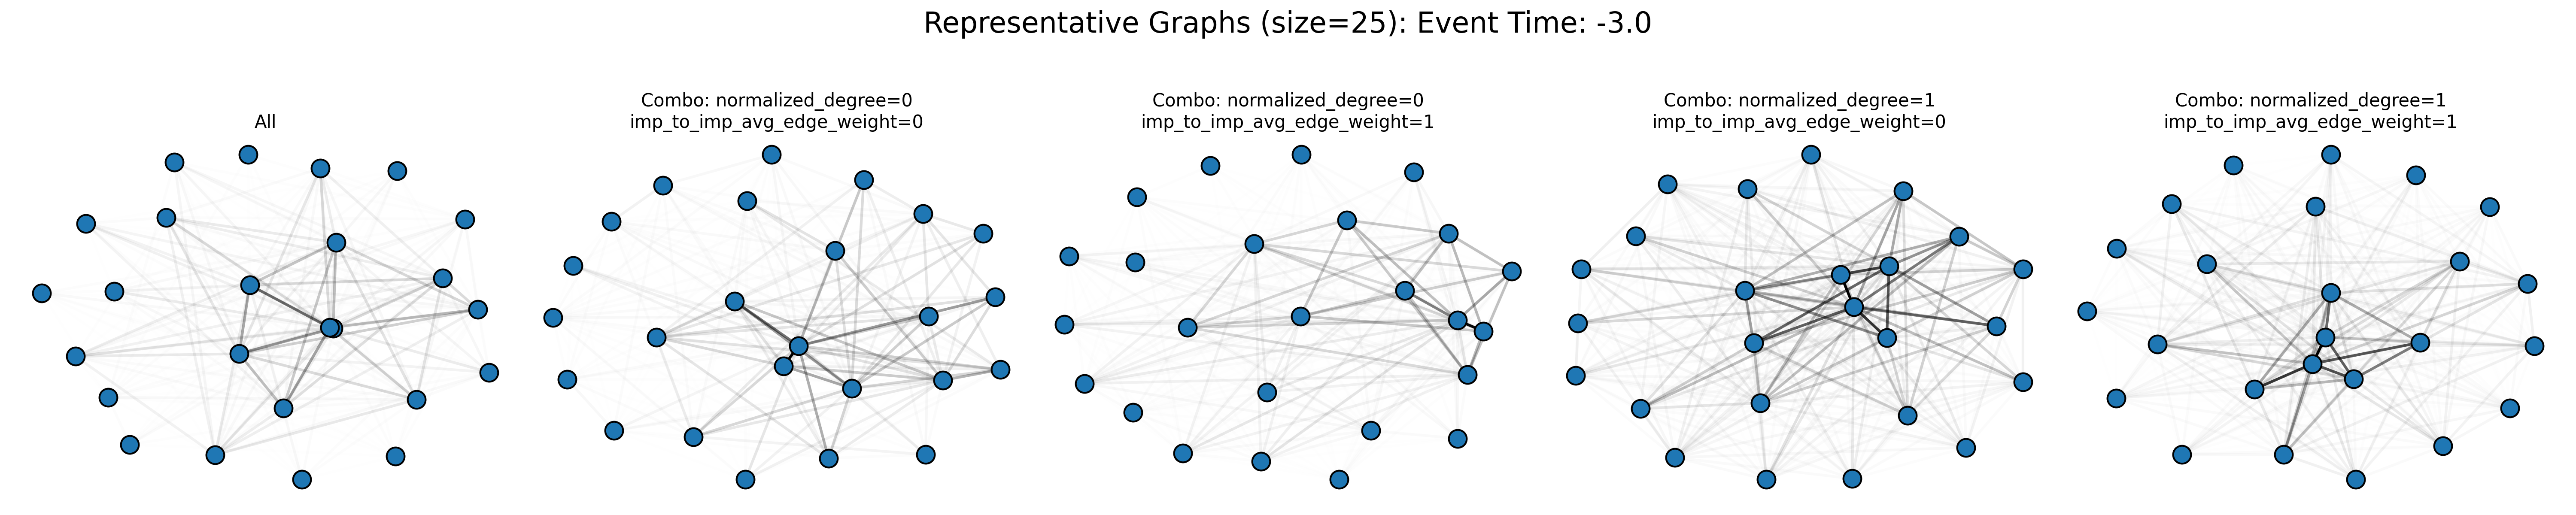 Representative Graphs (size=25): Event Time: -3.0
All
Combo: normalized_degree=0
imp_to_imp_avg_edge_weight=0
Combo: normalized_degree=0
imp_to_imp_avg_edge_weight=1
Combo: normalized_degree=1
imp_to_imp_avg_edge_weight=0
Combo: normalized_degree=1
imp_to_imp_avg_edge_weight=1